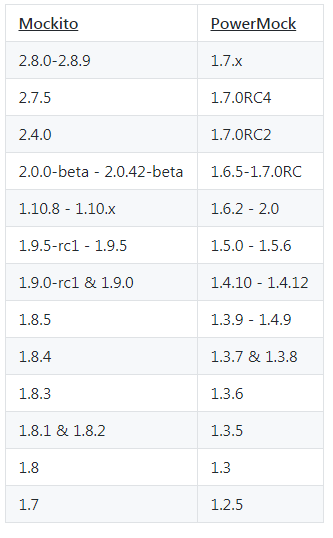 Mockito PowerMock
2.8.0-2.8.9 1.7.x
2.7.5 1.7.0RC4
2.4.0 1.7.0RC2
2.0.0-beta - 2.0.42-beta 1.6.5-1.7.0RC
1.10.8 - 1.10.x 1.6.2 - 2.0
1.9.5-rc1 - 1.9.5 1.5.0 - 1.5.6
1.9.0-rc1 & 1.9.0 1.4.10 - 1.4.12
1.8.5 1.3.9 - 1.4.9
1.8.4 1.3.7 & 1.3.8
1.8.3 1.3.6
1.8.1 & 1.8.2 1.3.5
1.8 1.3
1.7 1.2.5